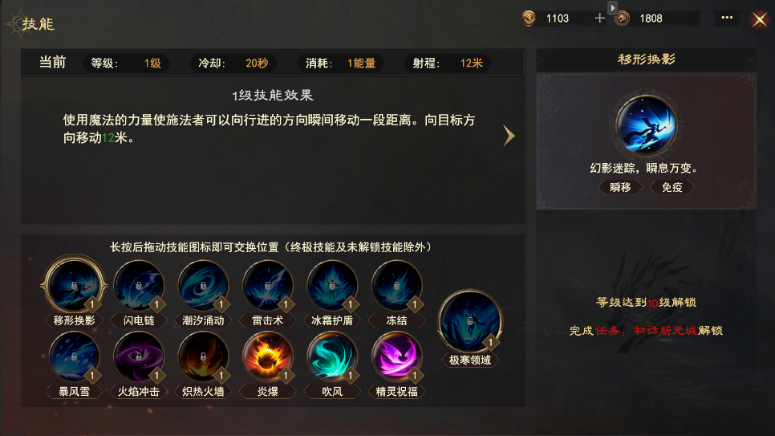 技能
1103
1808
当前 等级： 1级 冷却： 20秒 消耗： 1能量 射程： 12米
1级技能效果
使用魔法的力量使施法者可以向行进的方向瞬间移动一段距离。向目标方
向移动12米。
移形换影
幻影迷踪，瞬息万变。
瞬移 免疫
等级达到10级解锁
完成任务：初访新元城解锁
长按后拖动技能图标即可交换位置（终极技能及未解锁技能除外）
1 1 1 1 1 1
移形换影 闪电链 潮汐涌动 雷击术 冰霜护盾 冻结
1
极寒领域
1 1 1 1 1 1
暴风雪 火焰冲击 炽热火墙 炎爆 吹风 精灵祝福